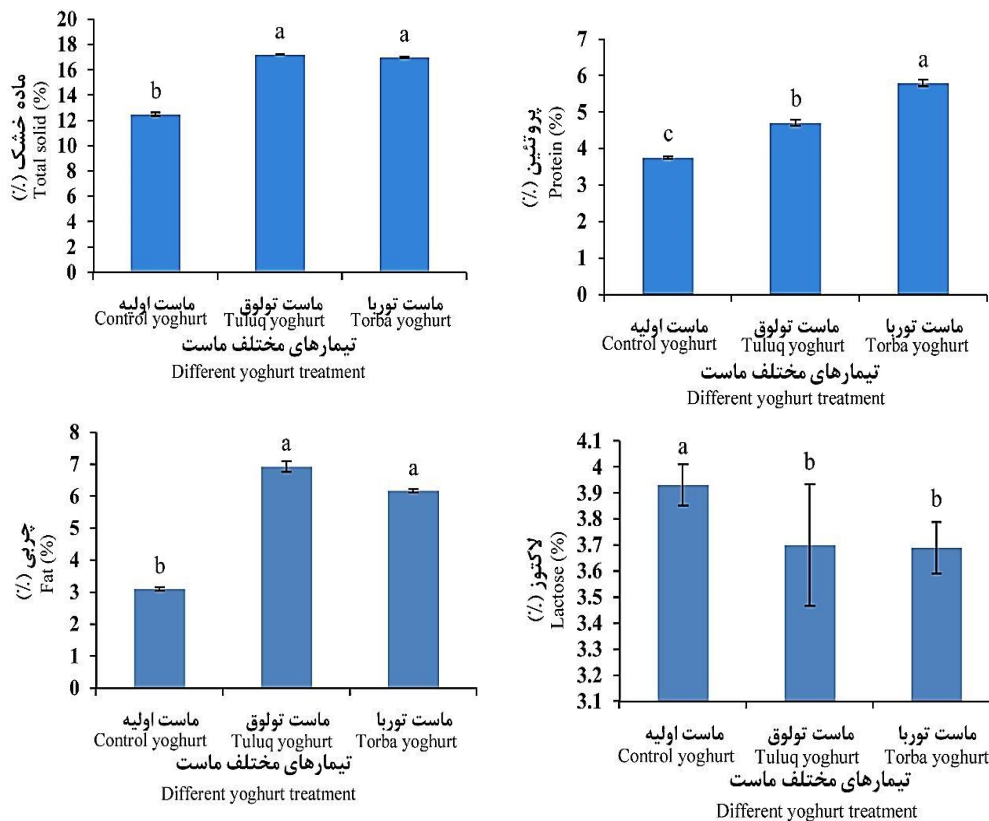 ماده خشک (٪)
Total solid (%)
20
18
16
14
12
10
8
6
4
2
0
b
a
a
ماست اولیه
Control yoghurt
ماست تولوق
Tuluq yoghurt
ماست توربا
Torba yoghurt
تیمارهای مختلف ماست
Different yoghurt treatment
پروتئین (٪)
Protein (%)
7
6
5
4
3
2
1
0
c
b
a
ماست اولیه
Control yoghurt
ماست تولوق
Tuluq yoghurt
ماست توربا
Torba yoghurt
تیمارهای مختلف ماست
Different yoghurt treatment
چربی (٪)
Fat (%)
8
7
6
5
4
3
2
1
0
b
a
a
ماست اولیه
Control yoghurt
ماست تولوق
Tuluq yoghurt
ماست توربا
Torba yoghurt
تیمارهای مختلف ماست
Different yoghurt treatment
لاکتوز (٪)
Lactose (%)
4.1
4
3.9
3.8
3.7
3.6
3.5
3.4
3.3
3.2
3.1
a
b
b
ماست اولیه
Control yoghurt
ماست تولوق
Tuluq yoghurt
ماست توربا
Torba yoghurt
تیمارهای مختلف ماست
Different yoghurt treatment